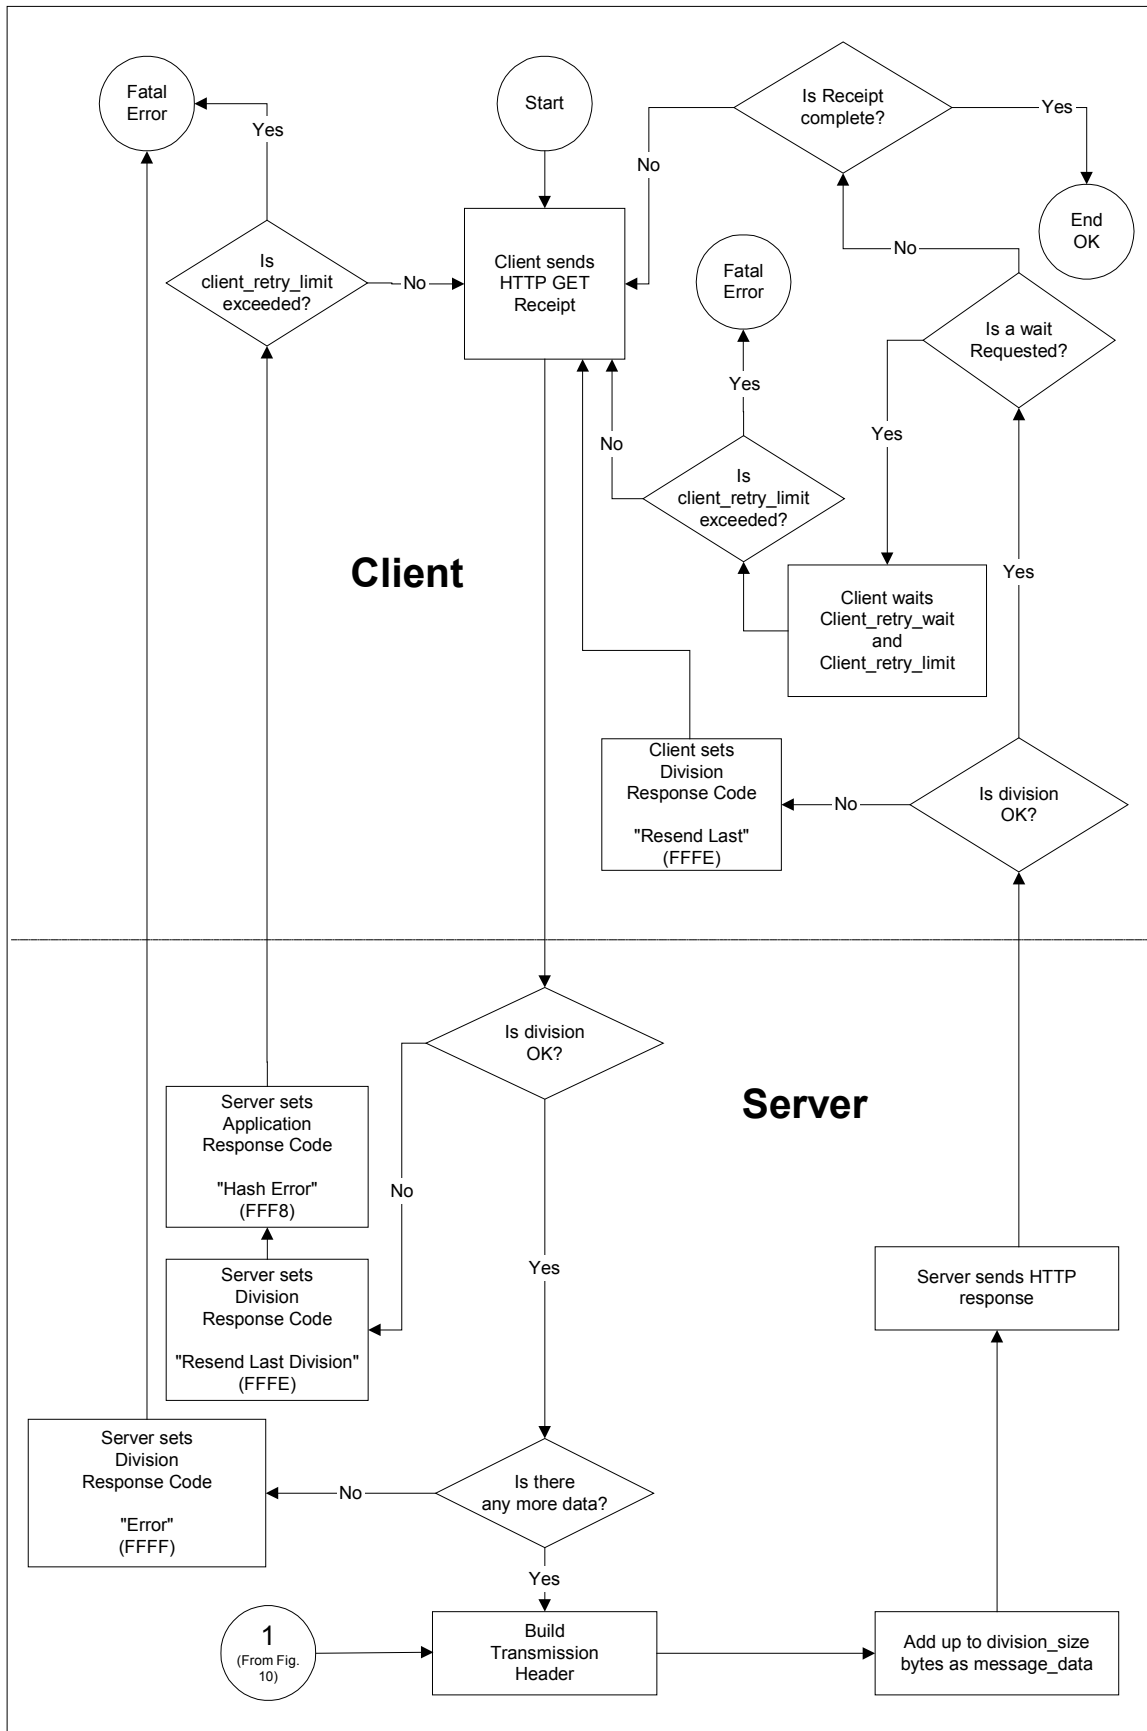 Fatal
Error
Start
Is Receipt
complete?
Yes
Yes
No
End
OK
Is
client_retry_limit
exceeded?
No
Client sends
HTTP GET
Receipt
Fatal
Error
No
Is a wait
Requested?
Yes
Yes
No
Is
client_retry_limit
exceeded?
Client
Yes
Client waits
Client_retry_wait
and
Client_retry_limit
Client sets
Division
Response Code
"Resend Last"
(FFFE)
No
Is division
OK?
Is division
OK?
Server
Server sets
Application
Response Code
"Hash Error"
(FFF8)
No
Yes
Server sets
Division
Response Code
"Resend Last Division"
(FFFE)
Server sends HTTP
response
Server sets
Division
Response Code
"Error"
(FFFF)
No
Is there
any more data?
Yes
1
(From Fig.
10)
Build
Transmission
Header
Add up to division_size
bytes as message_data